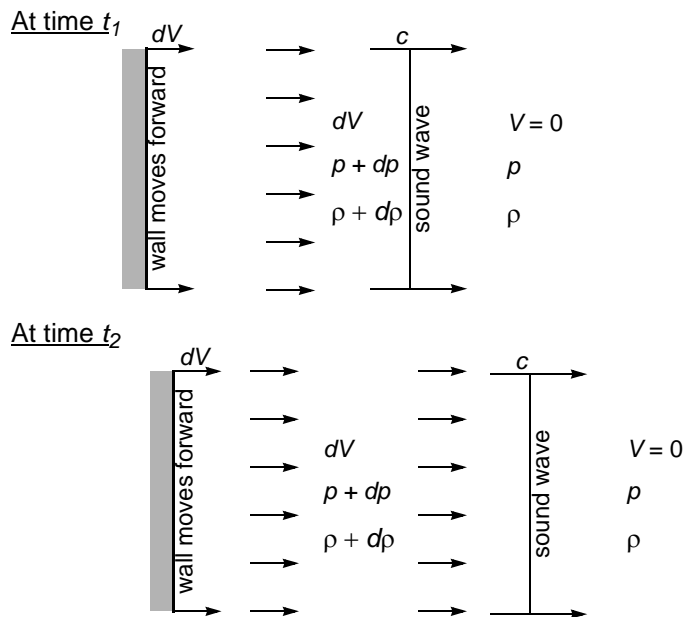 At time t1
dV
c
wall moves forward
dV
p + dp
ρ + dρ
sound wave
V = 0
p
ρ
At time t2
dV
c
wall moves forward
dV
p + dp
ρ + dρ
sound wave
V = 0
p
ρ